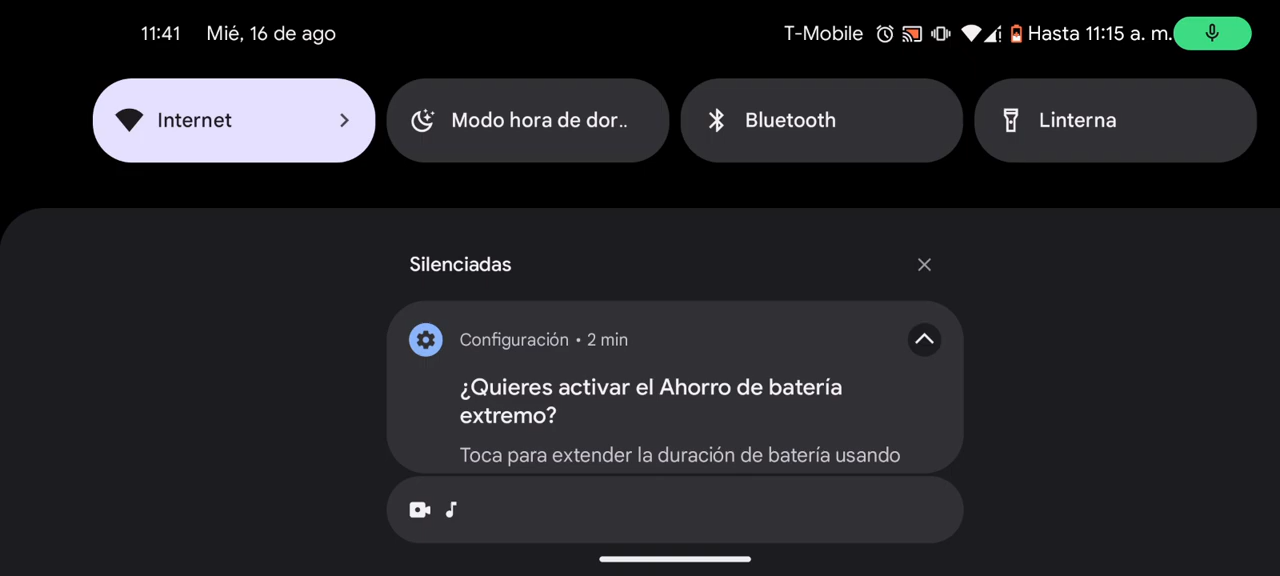 11:41 Mié, 16 de ago T-Mobile Hasta 11:15 a. m.
Internet Modo hora de dor.. Bluetooth Linterna
Silenciadas
Configuración • 2 min
¿Quieres activar el Ahorro de batería
extremo?
Toca para extender la duración de batería usando